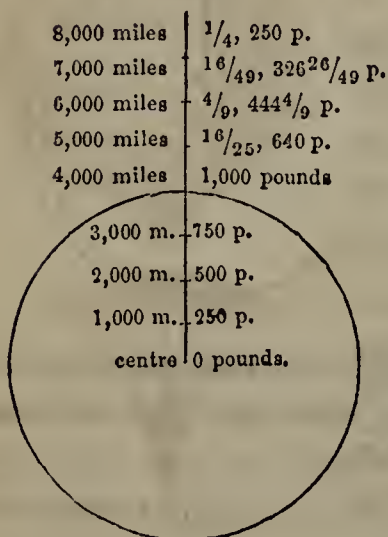 8,000 miles 1/4, 250 p.
7,000 miles 16/49, 326 26/49 p.
6,000 miles 4/9, 444 4/9 p.
5,000 miles 16/25, 640 p.
4,000 miles 1,000 pounds
3,000 m. 750 p.
2,000 m. 500 p.
1,000 m. 250 p.
centre 0 pounds.